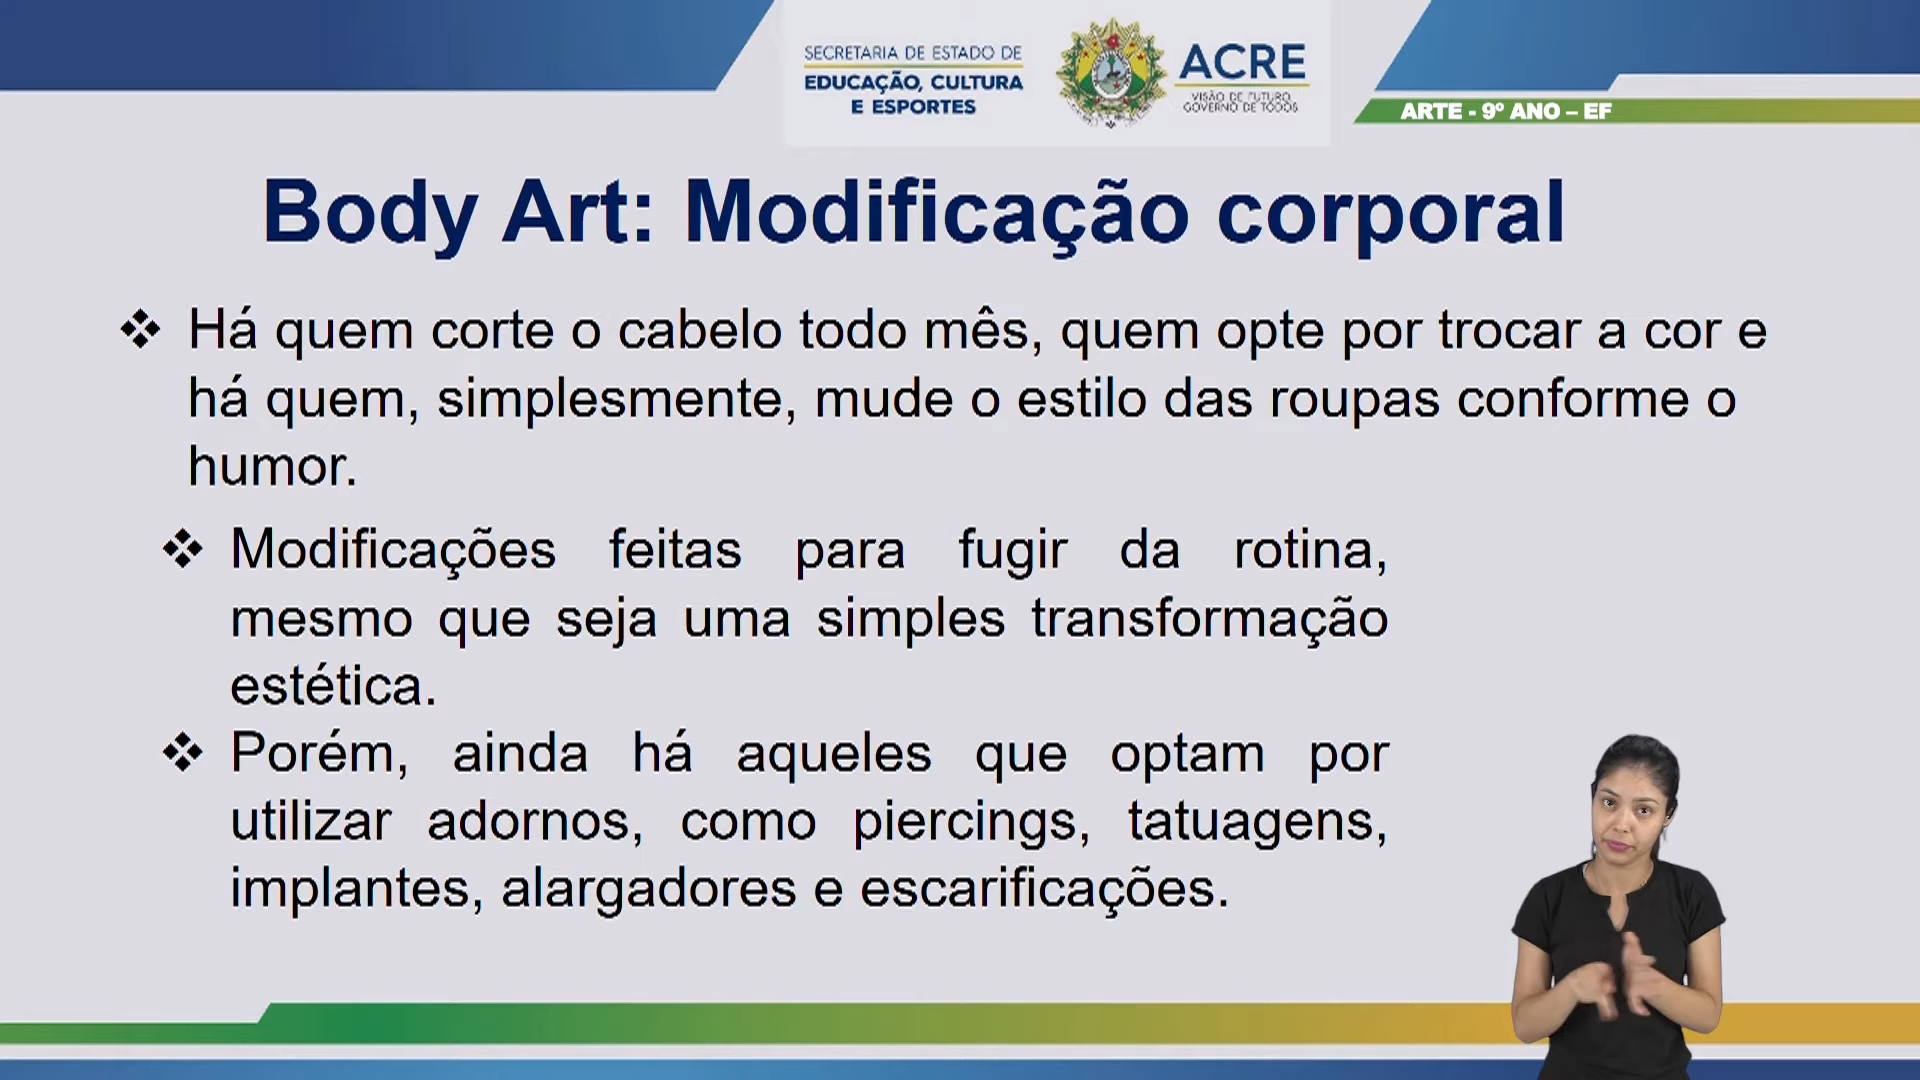 SECRETARIA DE ESTADO DE
EDUCAÇÃO, CULTURA
E ESPORTES
ACRE
VISÃO DE FUTURO,
GOVERNO DE TODOS
ARTE - 9º ANO – EF
Body Art: Modificação corporal
❖ Há quem corte o cabelo todo mês, quem opte por trocar a cor e
há quem, simplesmente, mude o estilo das roupas conforme o
humor.
❖ Modificações feitas para fugir da rotina,
mesmo que seja uma simples transformação
estética.
❖ Porém, ainda há aqueles que optam por
utilizar adornos, como piercings, tatuagens,
implantes, alargadores e escarificações.